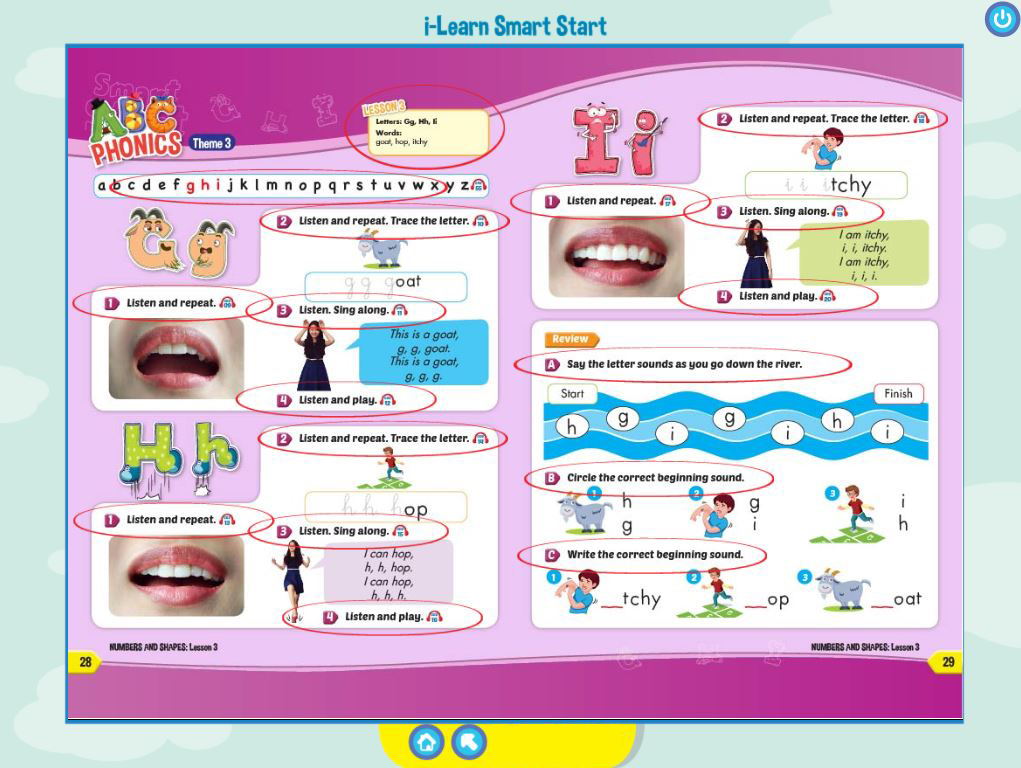 i-Learn Smart Start
Smart
ABC
PHONICS
Theme 3
LESSON 3
Letters: Gg, Hh, Ii
Words:
goat, hop, itchy
a b c d e f g h i j k l m n o p q r s t u v w x y z
G g
1 Listen and repeat.
2 Listen and repeat. Trace the letter.
g g goat
3 Listen. Sing along.
This is a goat,
g, g, goat.
This is a goat,
g, g, g.
4 Listen and play.
H h
1 Listen and repeat.
2 Listen and repeat. Trace the letter.
h h hop
3 Listen. Sing along.
I can hop,
h, h, hop.
I can hop,
h, h, h.
4 Listen and play.
NUMBERS AND SHAPES: Lesson 3
28
I i
1 Listen and repeat.
2 Listen and repeat. Trace the letter.
i i itchy
3 Listen. Sing along.
I am itchy,
i, i, itchy.
I am itchy,
i, i, i.
4 Listen and play.
Review
A Say the letter sounds as you go down the river.
Start
Finish
h g i g i h i
B Circle the correct beginning sound.
1 h g
2 g i
3 i h
C Write the correct beginning sound.
1 __tchy
2 __op
3 __oat
NUMBERS AND SHAPES: Lesson 3
29